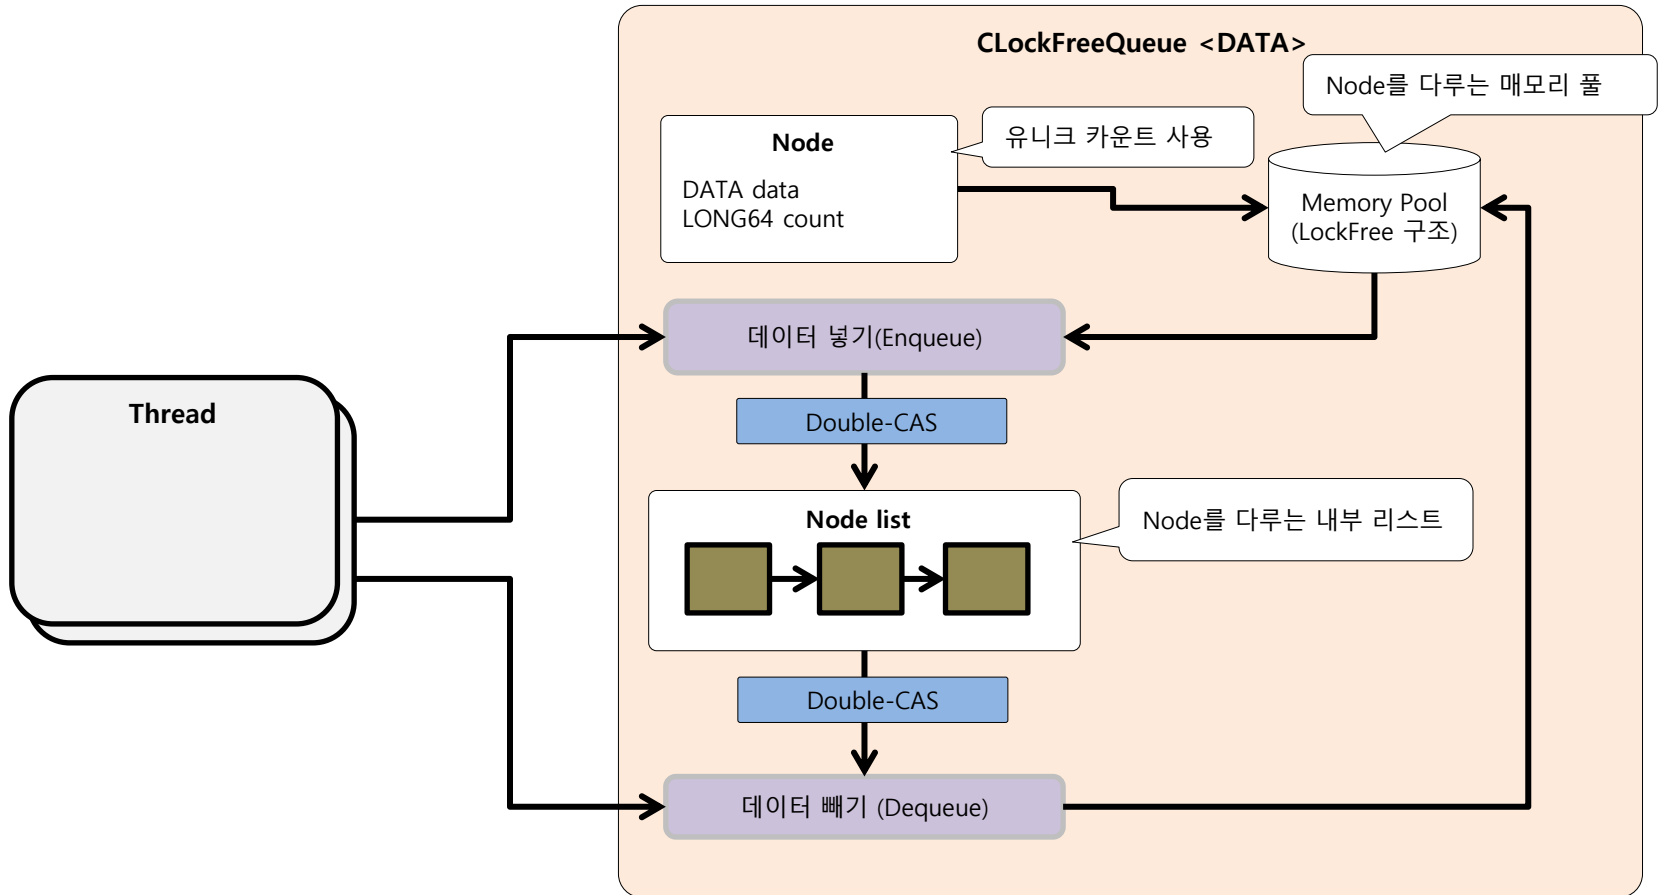 CLockFreeQueue <DATA>
Node를 다루는 매모리 풀
Node
유니크 카운트 사용
DATA data
LONG64 count
Memory Pool
(LockFree 구조)
데이터 넣기(Enqueue)
Thread
Double-CAS
Node list
Node를 다루는 내부 리스트
Double-CAS
데이터 빼기 (Dequeue)